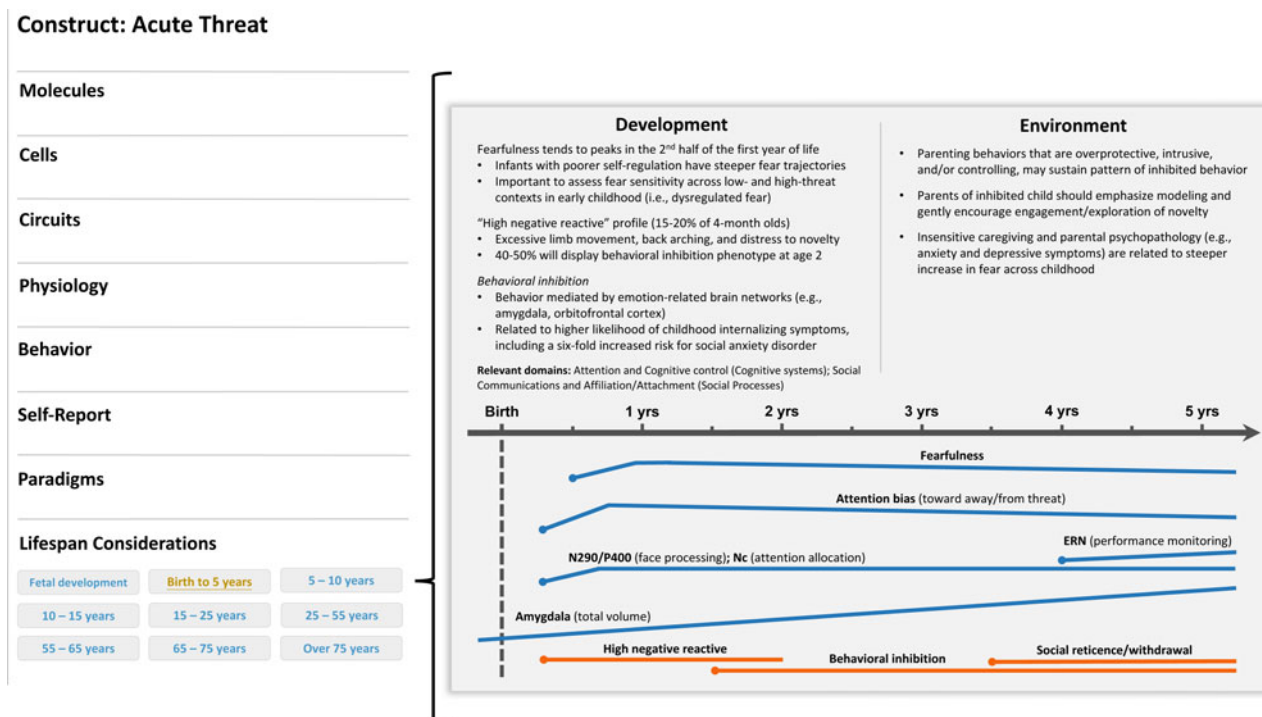 Construct: Acute Threat
Molecules
Cells
Circuits
Physiology
Behavior
Self-Report
Paradigms
Lifespan Considerations
Fetal development
Birth to 5 years
5 – 10 years
10 – 15 years
15 – 25 years
25 – 55 years
55 – 65 years
65 – 75 years
Over 75 years
Development
Fearfulness tends to peaks in the 2nd half of the first year of life
• Infants with poorer self-regulation have steeper fear trajectories
• Important to assess fear sensitivity across low- and high-threat
contexts in early childhood (i.e., dysregulated fear)
“High negative reactive” profile (15-20% of 4-month olds)
• Excessive limb movement, back arching, and distress to novelty
• 40-50% will display behavioral inhibition phenotype at age 2
Behavioral inhibition
• Behavior mediated by emotion-related brain networks (e.g.,
amygdala, orbitofrontal cortex)
• Related to higher likelihood of childhood internalizing symptoms,
including a six-fold increased risk for social anxiety disorder
Relevant domains: Attention and Cognitive control (Cognitive systems); Social
Communications and Affiliation/Attachment (Social Processes)
Environment
• Parenting behaviors that are overprotective, intrusive,
and/or controlling, may sustain pattern of inhibited behavior
• Parents of inhibited child should emphasize modeling and
gently encourage engagement/exploration of novelty
• Insensitive caregiving and parental psychopathology (e.g.,
anxiety and depressive symptoms) are related to steeper
increase in fear across childhood
Birth
1 yrs
2 yrs
3 yrs
4 yrs
5 yrs
Fearfulness
Attention bias (toward away/from threat)
ERN (performance monitoring)
N290/P400 (face processing); Nc (attention allocation)
Amygdala (total volume)
High negative reactive
Behavioral inhibition
Social reticence/withdrawal